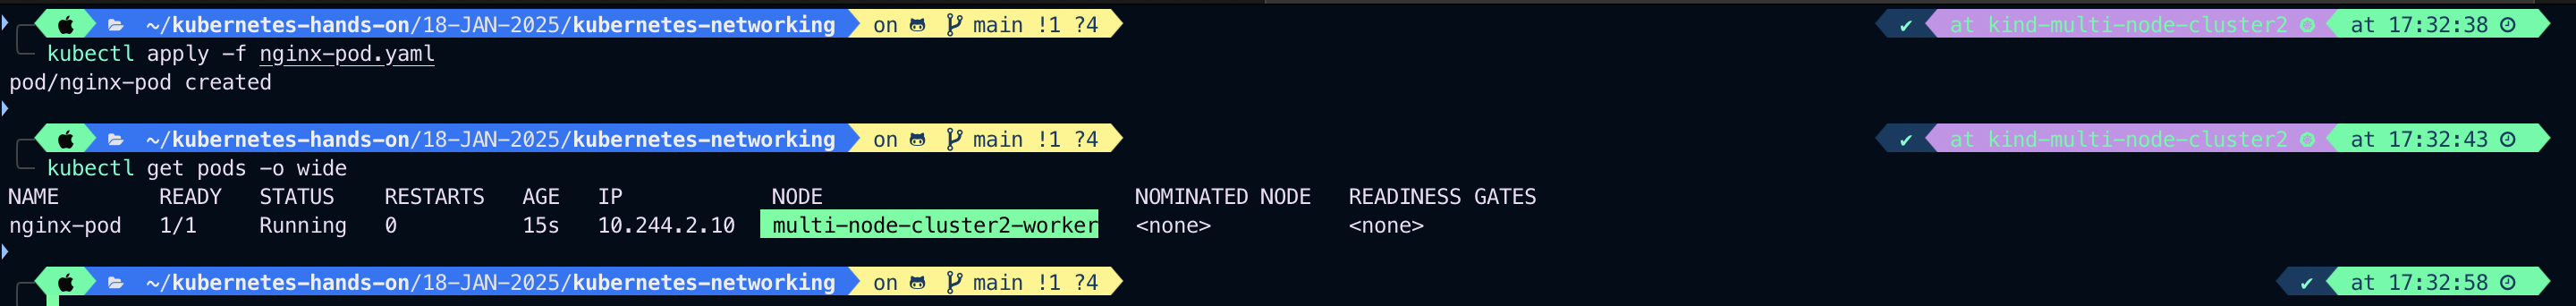 ~/kubernetes-hands-on/18-JAN-2025/kubernetes-networking on main !1 ?4 ✔ at kind-multi-node-cluster2 at 17:32:38
kubectl apply -f nginx-pod.yaml
pod/nginx-pod created
~/kubernetes-hands-on/18-JAN-2025/kubernetes-networking on main !1 ?4 ✔ at kind-multi-node-cluster2 at 17:32:43
kubectl get pods -o wide
NAME READY STATUS RESTARTS AGE IP NODE NOMINATED NODE READINESS GATES
nginx-pod 1/1 Running 0 15s 10.244.2.10 multi-node-cluster2-worker <none> <none>
~/kubernetes-hands-on/18-JAN-2025/kubernetes-networking on main !1 ?4 ✔ at 17:32:58